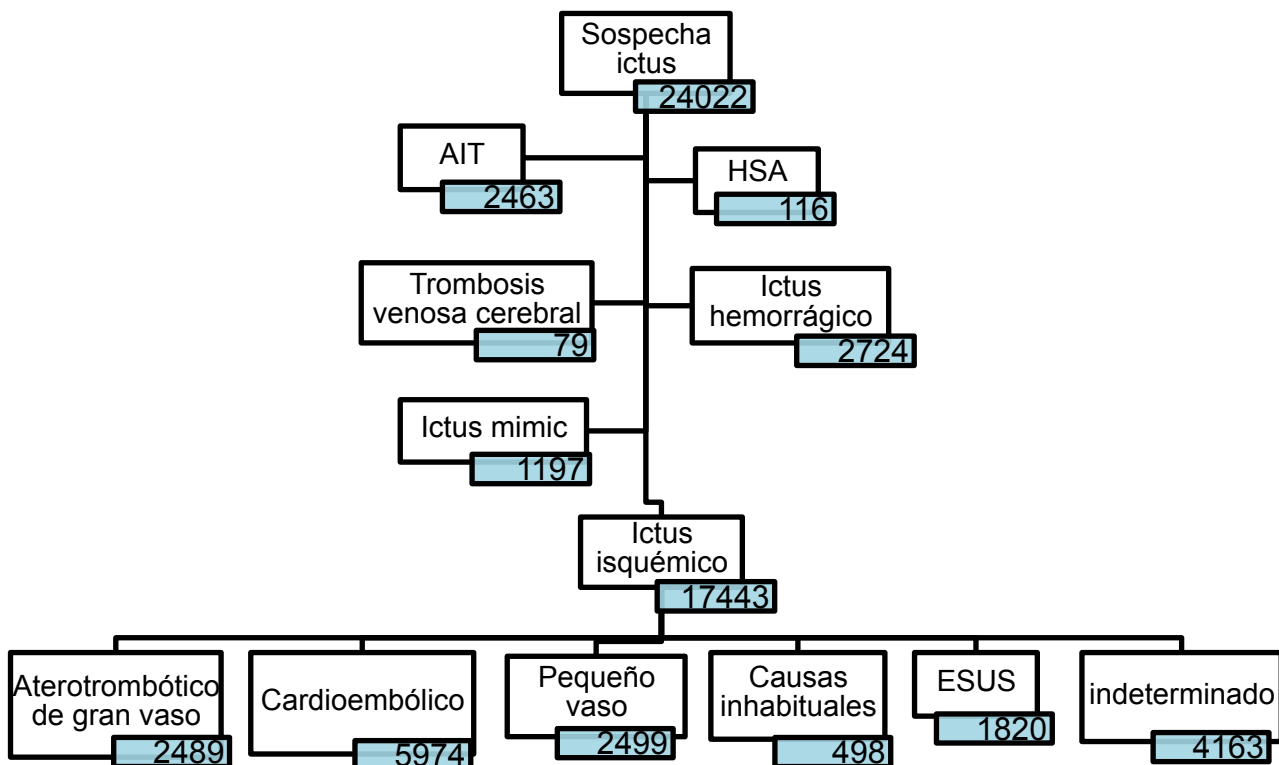 Sospecha
ictus
24022
AIT
2463
HSA
116
Trombosis
venosa cerebral
79
Ictus
hemorrágico
2724
Ictus mimic
1197
Ictus
isquémico
17443
Aterotrombótico
de gran vaso
2489
Cardioembólico
5974
Pequeño
vaso
2499
Causas
inhabituales
498
ESUS
1820
indeterminado
4163